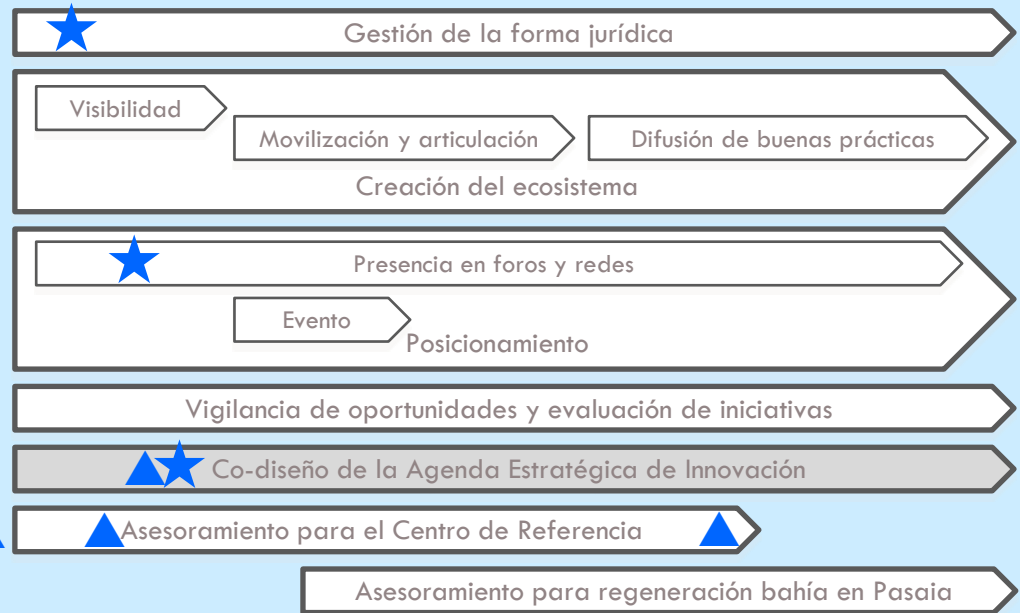 Gestión de la forma jurídica
Visibilidad
Movilización y articulación
Difusión de buenas prácticas
Creación del ecosistema
Presencia en foros y redes
Evento
Posicionamiento
Vigilancia de oportunidades y evaluación de iniciativas
Co-diseño de la Agenda Estratégica de Innovación
Asesoramiento para el Centro de Referencia
Asesoramiento para regeneración bahía en Pasaia